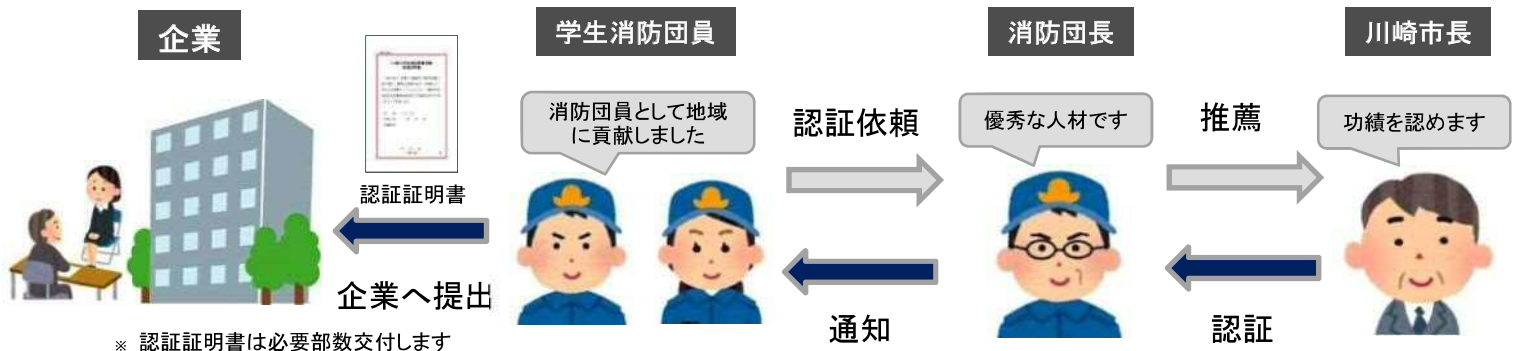 企業
学生消防団員
消防団長
川崎市長
消防団員として地域
に貢献しました
認証依頼
優秀な人材です
推薦
功績を認めます
認証証明書
企業へ提出
通知
認証
※ 認証証明書は必要部数交付します